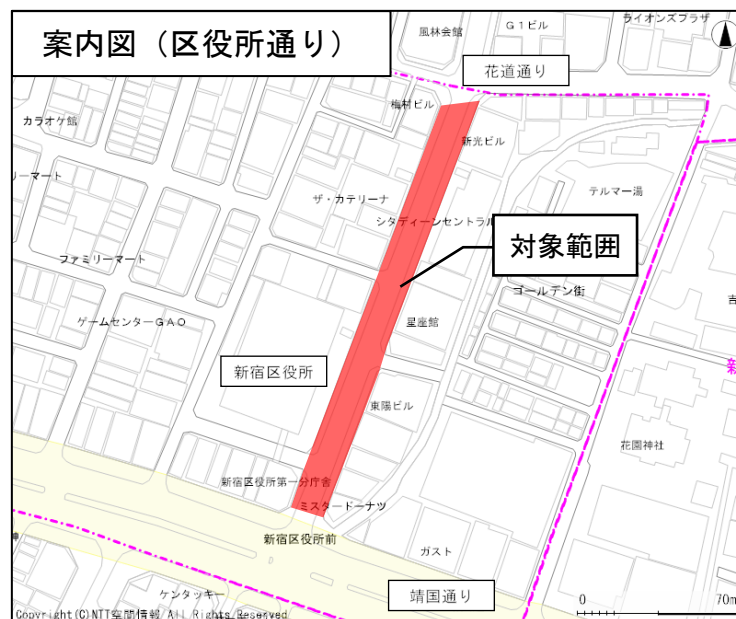 案内図（区役所通り）
風林会館
G1ビル
ライオンズプラザ
花道通り
梅村ビル
カラオケ館
新光ビル
リーマート
テルマー湯
ザ・カテリーナ
シタディーンセントラル
対象範囲
ファミリーマート
ゴールデン街
吉
ゲームセンターGAO
星座館
新宿区役所
新
東陽ビル
花園神社
新宿区役所第一分庁舎
ミスタードーナツ
新宿区役所前
ガスト
ケンタッキー
靖国通り
0 70m
Copyright(C)NTT空間情報 All Rights Reserved